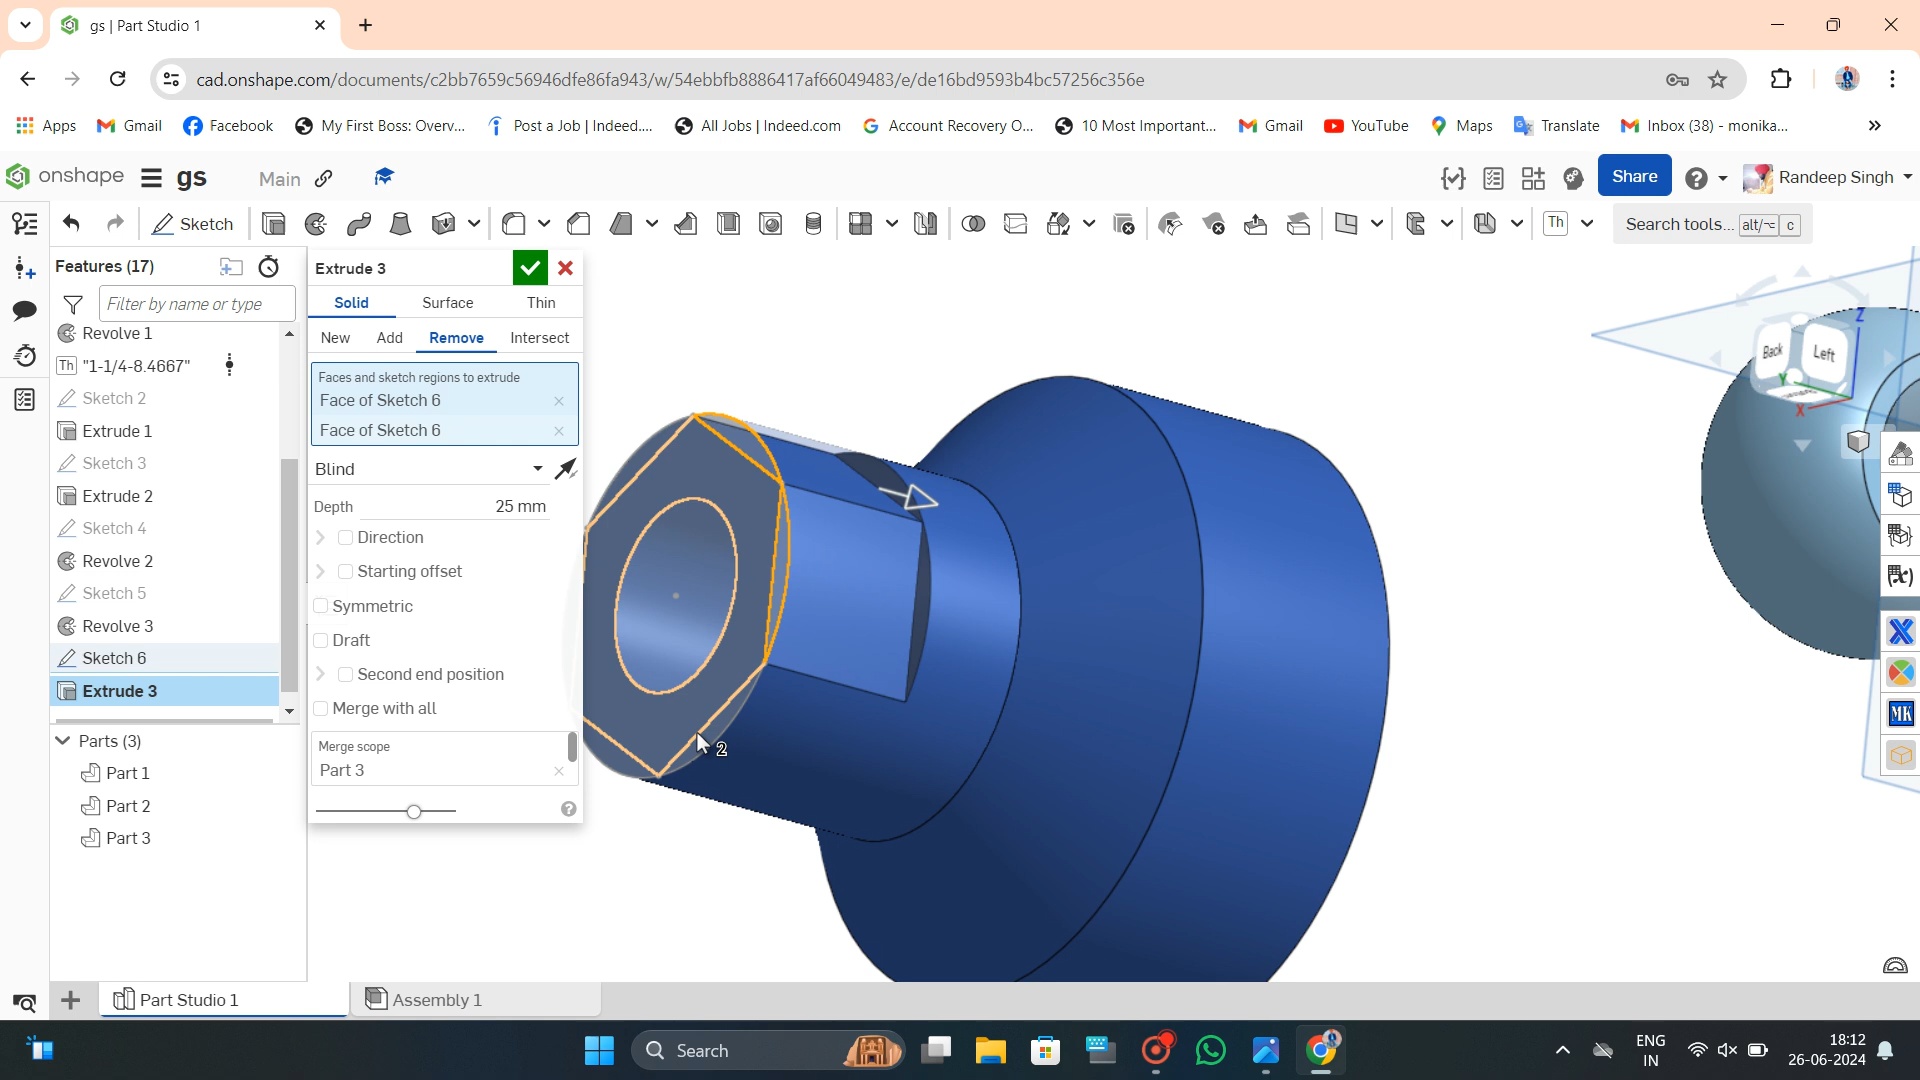 gs | Part Studio 1
cad.onshape.com/documents/c2bb7659c56946dfe86fa943/w/54ebbfb8886417af66049483/e/de16bd9593b4bc57256c356e
Apps
Gmail
Facebook
My First Boss: Overv...
Post a Job | Indeed....
All Jobs | Indeed.com
Account Recovery O...
10 Most Important...
Gmail
YouTube
Maps
Translate
Inbox (38) - monika...
onshape
gs
Main
Share
Randeep Singh
Sketch
Th
Search tools... alt/⌥ c
Features (17)
Filter by name or type
Revolve 1
Th "1-1/4-8.4667"
Sketch 2
Extrude 1
Sketch 3
Extrude 2
Sketch 4
Revolve 2
Sketch 5
Revolve 3
Sketch 6
Extrude 3
Parts (3)
Part 1
Part 2
Part 3
Extrude 3
Solid Surface Thin
New Add Remove Intersect
Faces and sketch regions to extrude
Face of Sketch 6
Face of Sketch 6
Blind
Depth 25 mm
Direction
Starting offset
Symmetric
Draft
Second end position
Merge with all
Merge scope
Part 3
2
Z
Back
Left
Y
X
MK
Part Studio 1
Assembly 1
Search
ENG
IN
18:12
26-06-2024